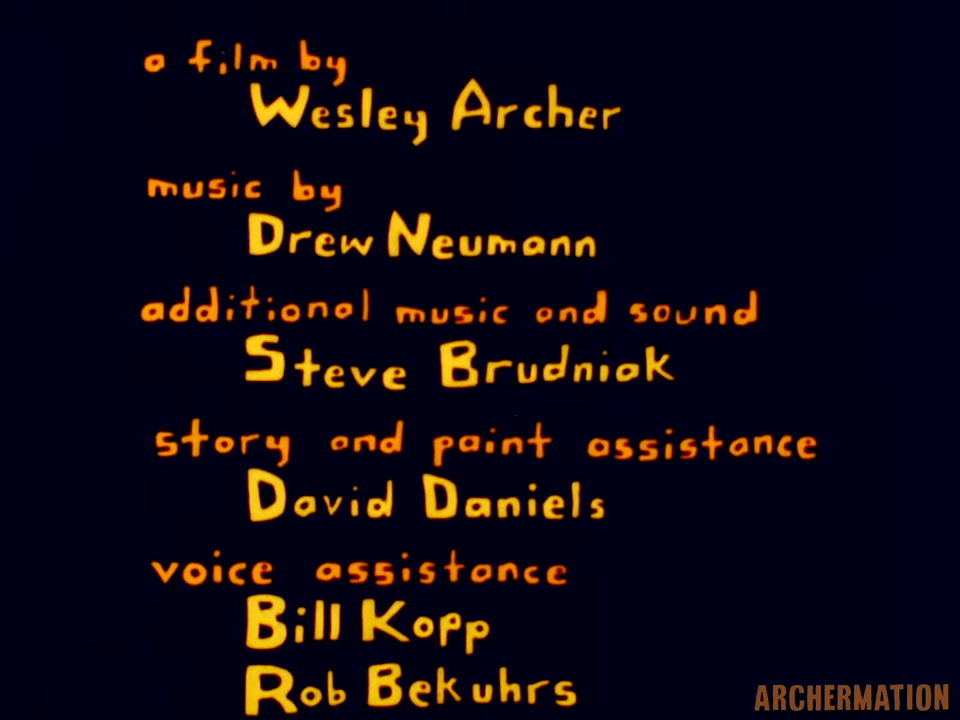 a film by
Wesley Archer
music by
Drew Neumann
additional music and sound
Steve Brudniak
story and paint assistance
David Daniels
voice assistance
Bill Kopp
Rob Bekuhrs
ARCHERMATION